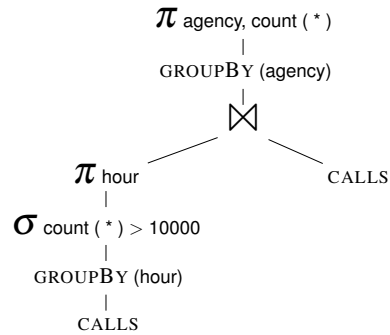 π agency, count ( * )
GROUPBY (agency)
⋈
π hour
CALLS
σ count ( * ) > 10000
GROUPBY (hour)
CALLS